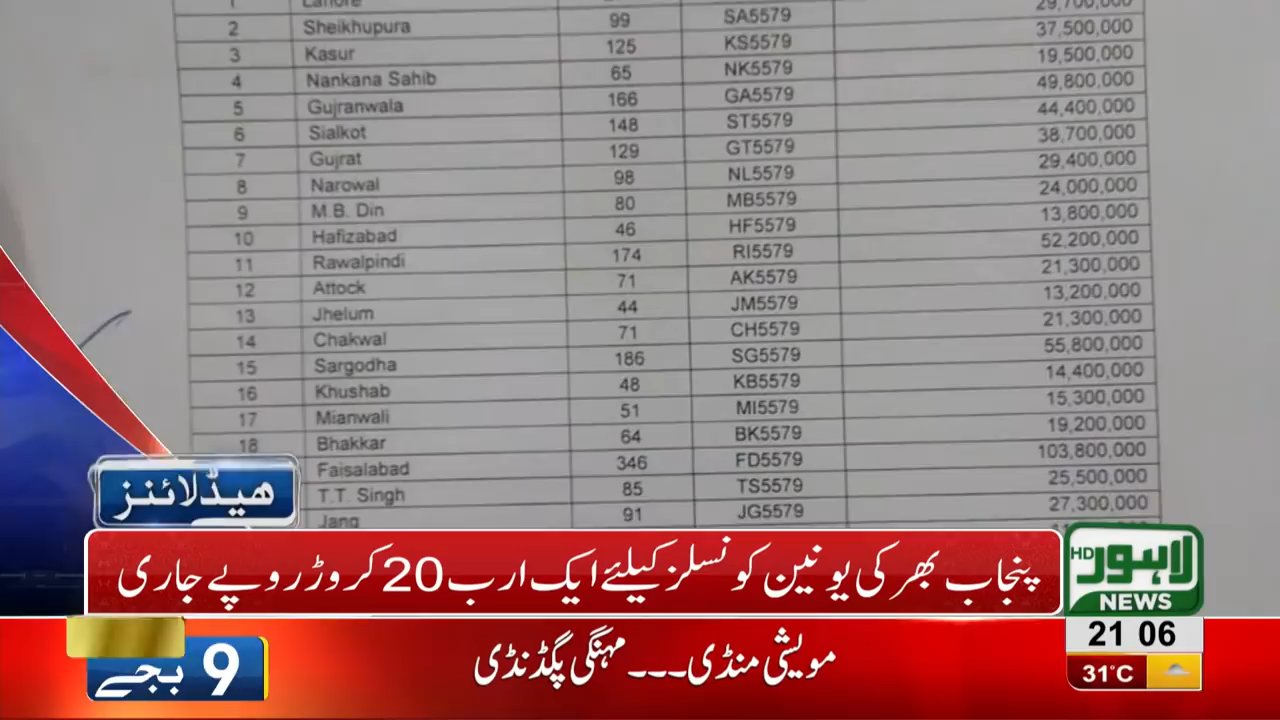 1 Lahore
2 Sheikhupura 99 SA5579 29,700,000
3 Kasur 125 KS5579 37,500,000
4 Nankana Sahib 65 NK5579 19,500,000
5 Gujranwala 166 GA5579 49,800,000
6 Sialkot 148 ST5579 44,400,000
7 Gujrat 129 GT5579 38,700,000
8 Narowal 98 NL5579 29,400,000
9 M.B. Din 80 MB5579 24,000,000
10 Hafizabad 46 HF5579 13,800,000
11 Rawalpindi 174 RI5579 52,200,000
12 Attock 71 AK5579 21,300,000
13 Jhelum 44 JM5579 13,200,000
14 Chakwal 71 CH5579 21,300,000
15 Sargodha 186 SG5579 55,800,000
16 Khushab 48 KB5579 14,400,000
17 Mianwali 51 MI5579 15,300,000
18 Bhakkar 64 BK5579 19,200,000
Faisalabad 346 FD5579 103,800,000
T.T. Singh 85 TS5579 25,500,000
Jang 91 JG5579 27,300,000
ہیڈلائنز
پنجاب بھر کی یونین کونسلز کیلئے ایک ارب 20 کروڑ روپے جاری
لاہور HD
NEWS
21 06
31°C
مویشی منڈی۔۔۔ مہنگی پگڈنڈی
9 بجے